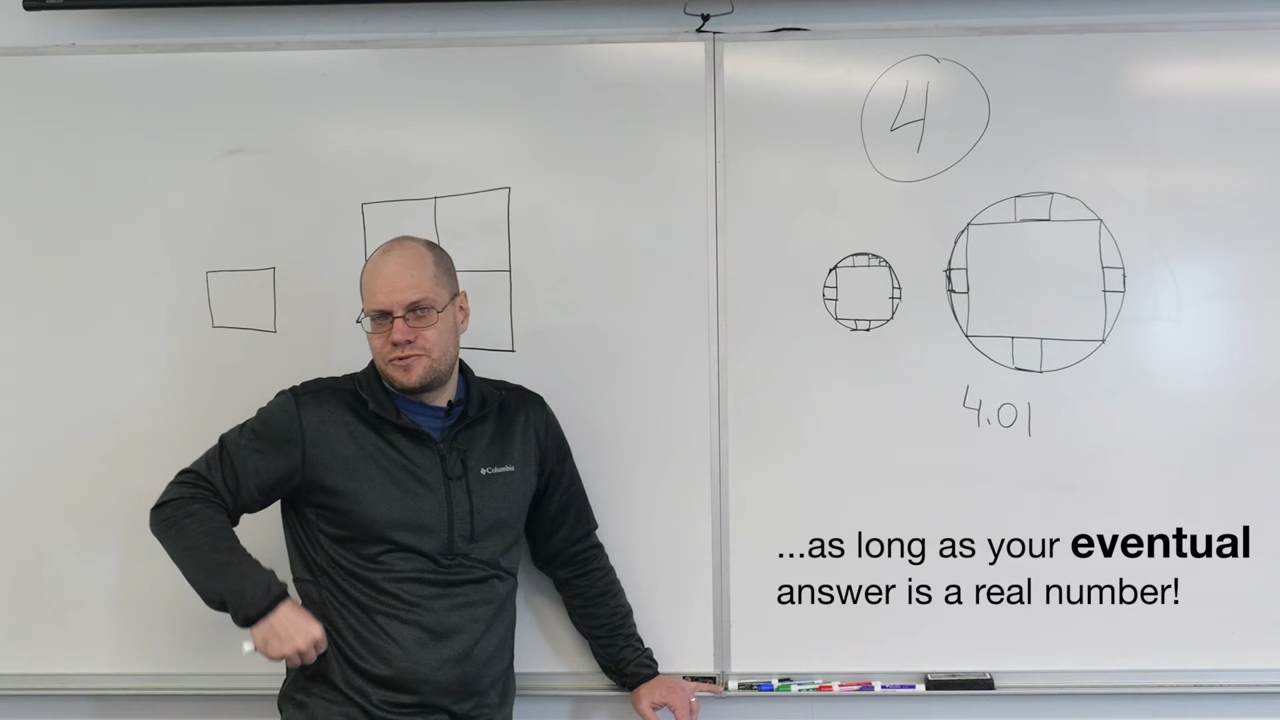 4
4.01
Columbia
...as long as your eventual
answer is a real number!